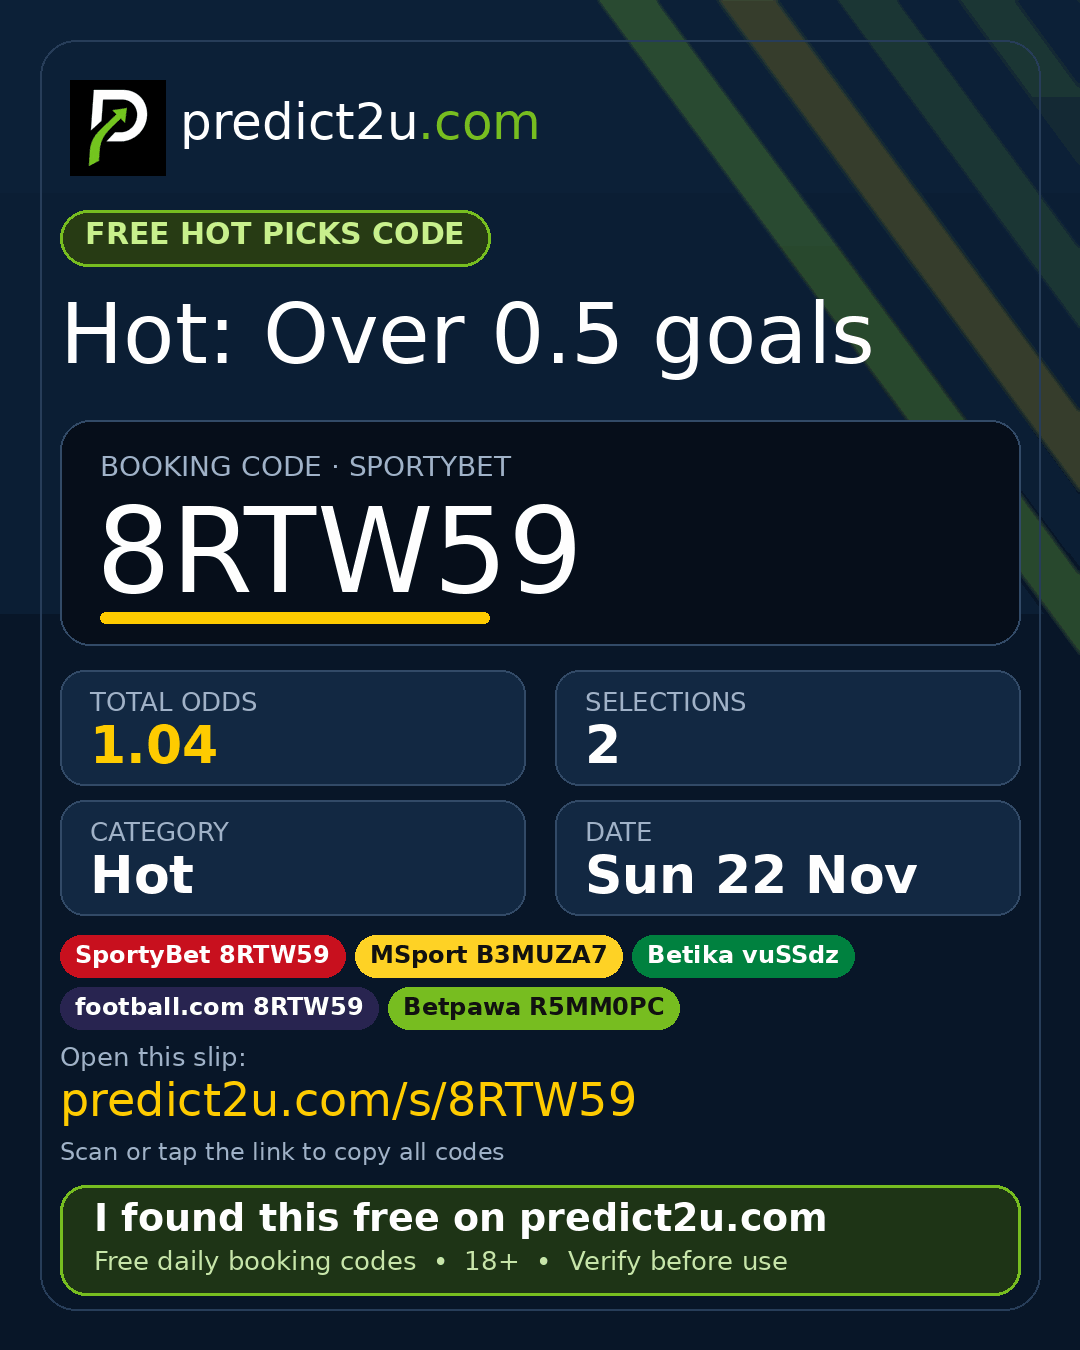 predict2u.com
FREE HOT PICKS CODE
Hot: Over 0.5 goals
BOOKING CODE · SPORTYBET
8RTW59
TOTAL ODDS
1.04
SELECTIONS
2
CATEGORY
Hot
DATE
Sun 22 Nov
SportyBet 8RTW59
MSport B3MUZA7
Betika vuSSdz
football.com 8RTW59
Betpawa R5MM0PC
Open this slip:
predict2u.com/s/8RTW59
Scan or tap the link to copy all codes
I found this free on predict2u.com
Free daily booking codes • 18+ • Verify before use